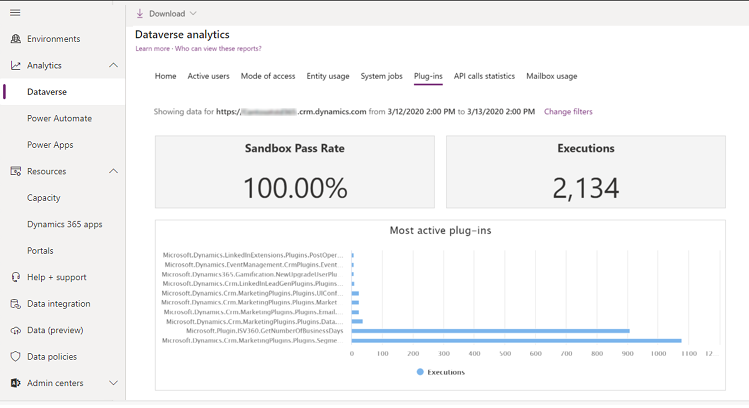 Download
Dataverse analytics
Learn more · Who can view these reports?
Environments
Analytics
Dataverse
Power Automate
Power Apps
Resources
Capacity
Dynamics 365 apps
Portals
Help + support
Data integration
Data (preview)
Data policies
Admin centers
Home Active users Mode of access Entity usage System jobs Plug-ins API calls statistics Mailbox usage
Showing data for https:// .crm.dynamics.com from 3/12/2020 2:00 PM to 3/13/2020 2:00 PM Change filters
Sandbox Pass Rate
100.00%
Executions
2,134
Most active plug-ins
Microsoft.Dynamics.LinkedInExtensions.Plugins.PostOper...
Microsoft.Dynamics.EventManagement.CrmPlugins.Event...
Microsoft.Dynamics365.Gamification.NewUpgradeUserPlu...
Microsoft.Dynamics.Crm.LinkedInLeadGenPlugins.Plugins...
Microsoft.Dynamics.Crm.MarketingPlugins.Plugins.UIConf...
Microsoft.Dynamics.Crm.MarketingPlugins.Plugins.Market...
Microsoft.Dynamics.Crm.MarketingPlugins.Plugins.Email...
Microsoft.Dynamics.Crm.MarketingPlugins.Plugins.Data...
Microsoft.Plugin.ISV360.GetNumberOfBusinessDays
Microsoft.Dynamics.Crm.MarketingPlugins.Plugins.Segme...
0 100 200 300 400 500 600 700 800 900 1000 1100 12...
Executions